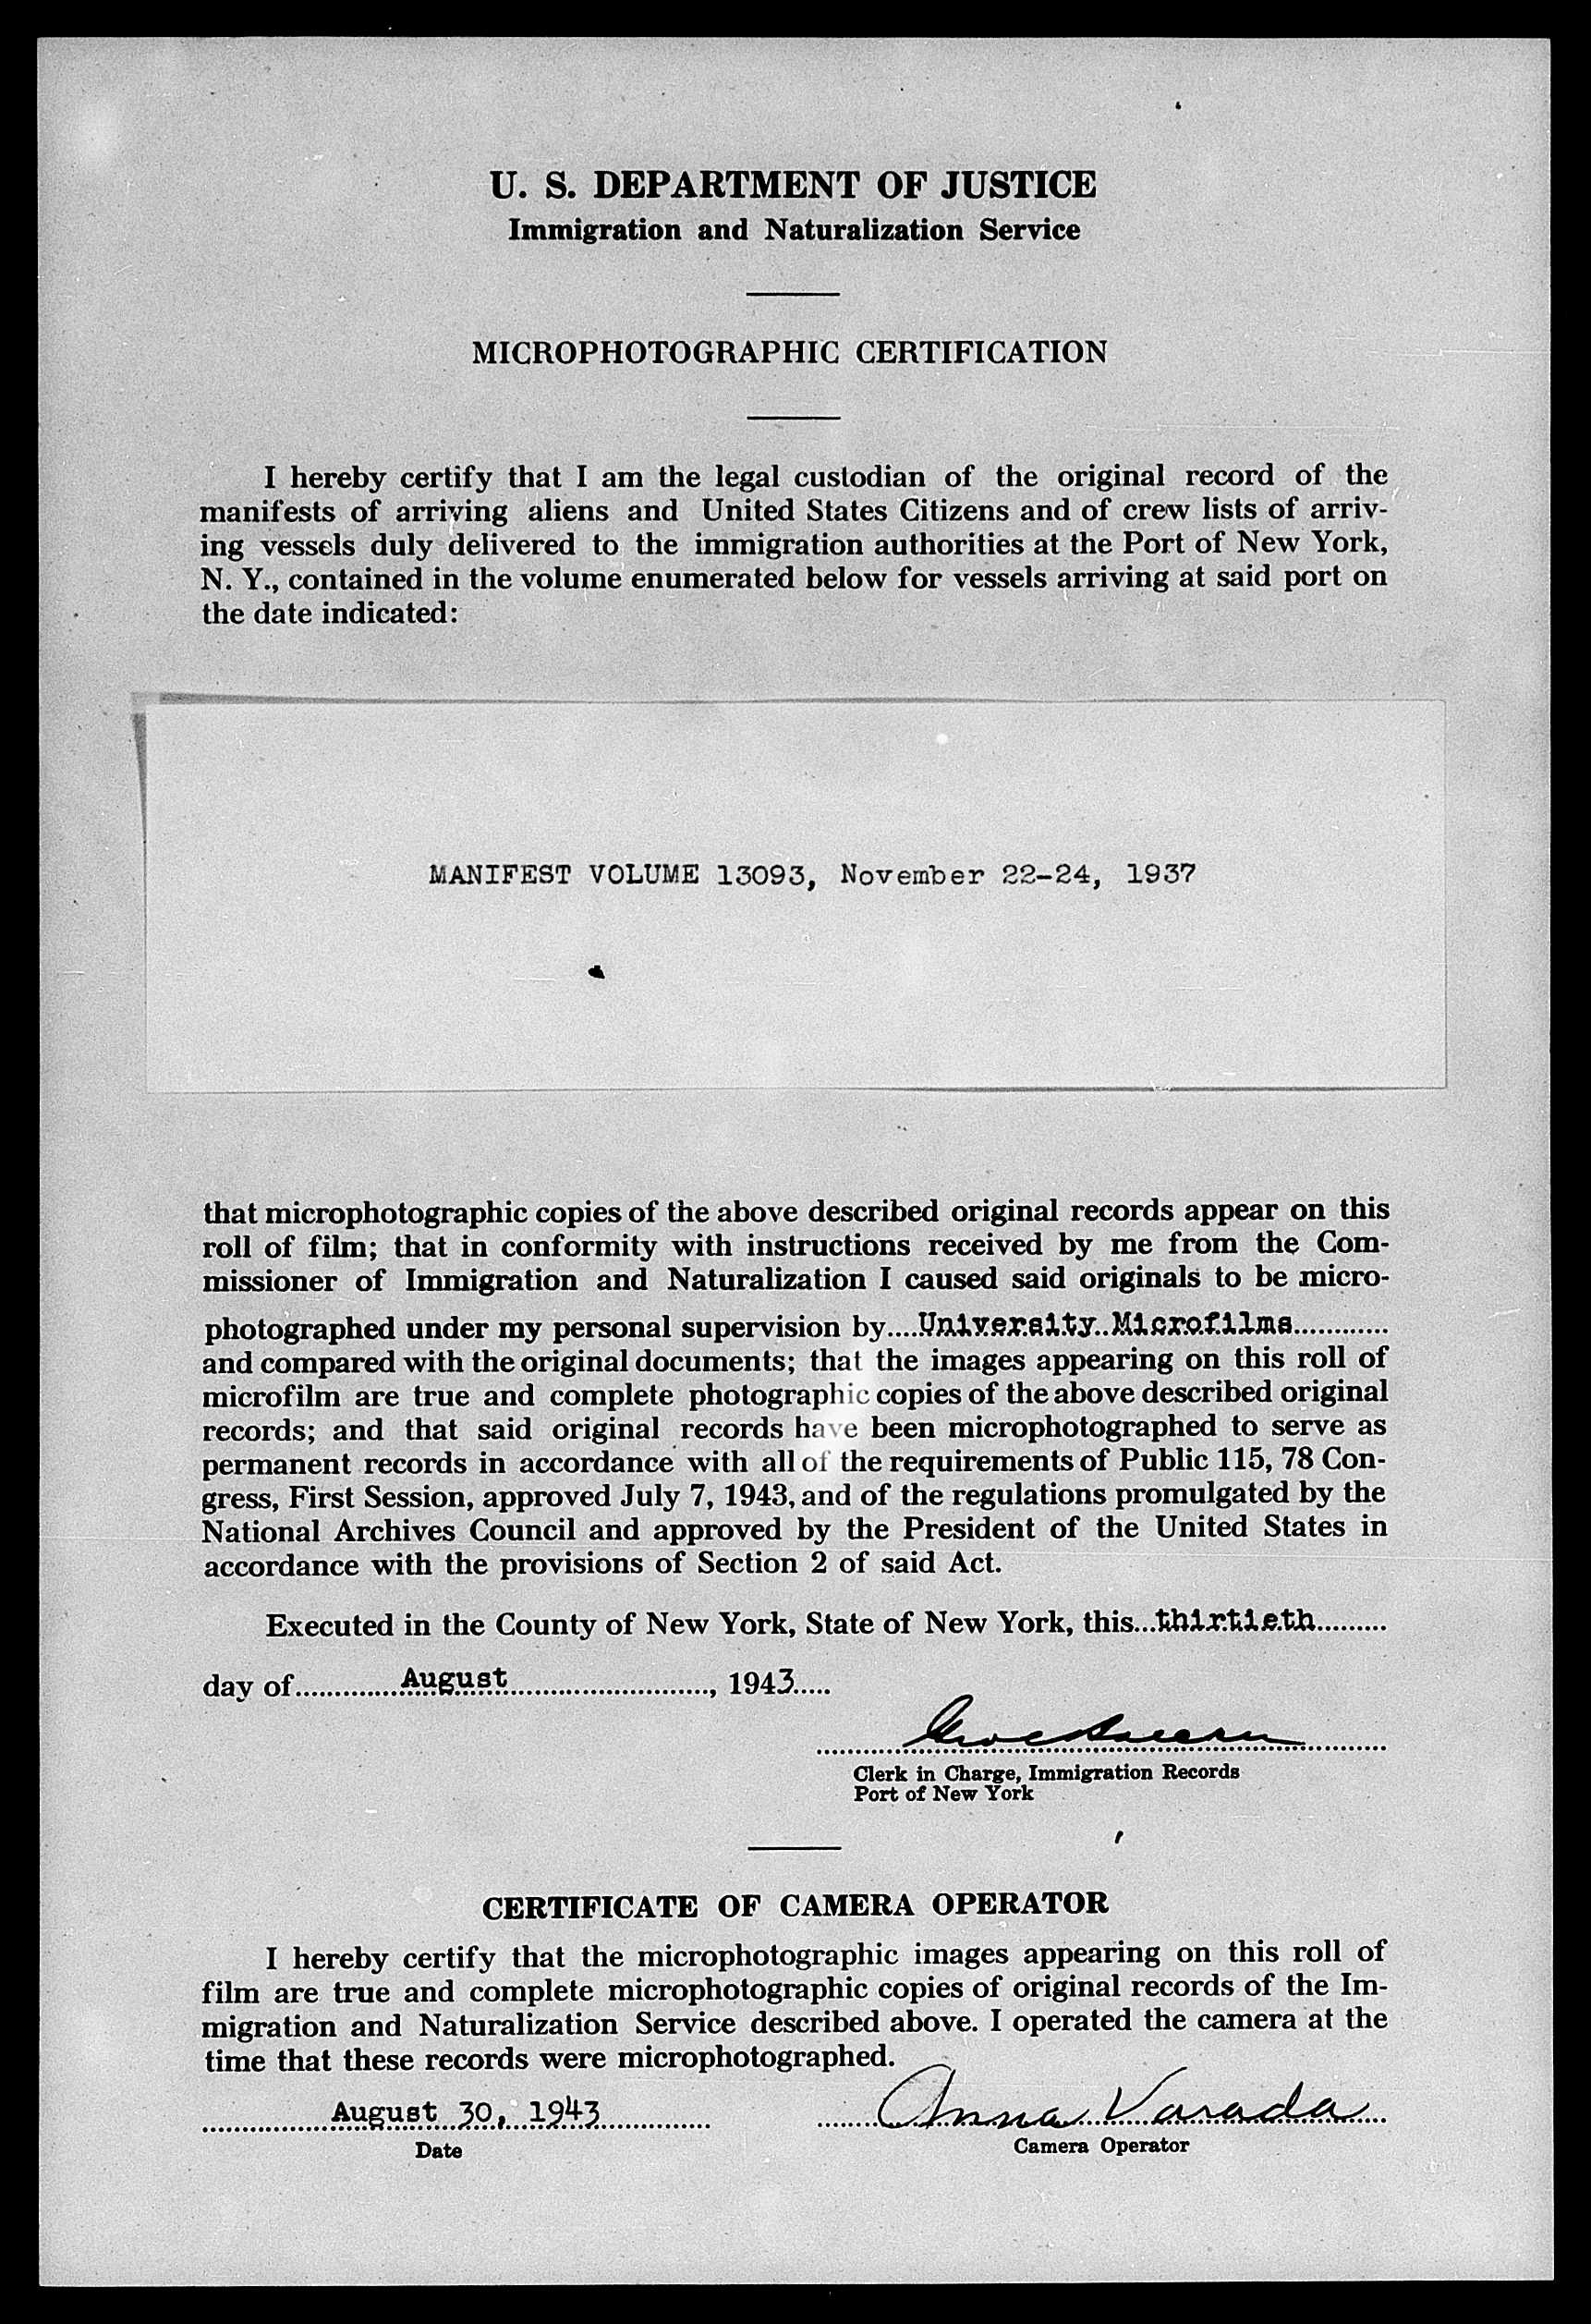 U. S. DEPARTMENT OF JUSTICE
Immigration and Naturalization Service
MICROPHOTOGRAPHIC CERTIFICATION
I hereby certify that I am the legal custodian of the original record of the
manifests of arriving aliens and United States Citizens and of crew lists of arriv-
ing vessels duly delivered to the immigration authorities at the Port of New York,
N. Y., contained in the volume enumerated below for vessels arriving at said port on
the date indicated:
MANIFEST VOLUME 13093, November 22-24, 1937
that microphotographic copies of the above described original records appear on this
roll of film; that in conformity with instructions received by me from the Com-
missioner of Immigration and Naturalization I caused said originals to be micro-
photographed under my personal supervision by....University Microfilms............
and compared with the original documents; that the images appearing on this roll of
microfilm are true and complete photographic copies of the above described original
records; and that said original records have been microphotographed to serve as
permanent records in accordance with all of the requirements of Public 115, 78 Con-
gress, First Session, approved July 7, 1943, and of the regulations promulgated by the
National Archives Council and approved by the President of the United States in
accordance with the provisions of Section 2 of said Act.
Executed in the County of New York, State of New York, this...thirtieth.........
day of.............August........................., 1943.....
Clerk in Charge, Immigration Records
Port of New York
CERTIFICATE OF CAMERA OPERATOR
I hereby certify that the microphotographic images appearing on this roll of
film are true and complete microphotographic copies of original records of the Im-
migration and Naturalization Service described above. I operated the camera at the
time that these records were microphotographed.
August 30, 1943 Anna Varada
Date Camera Operator